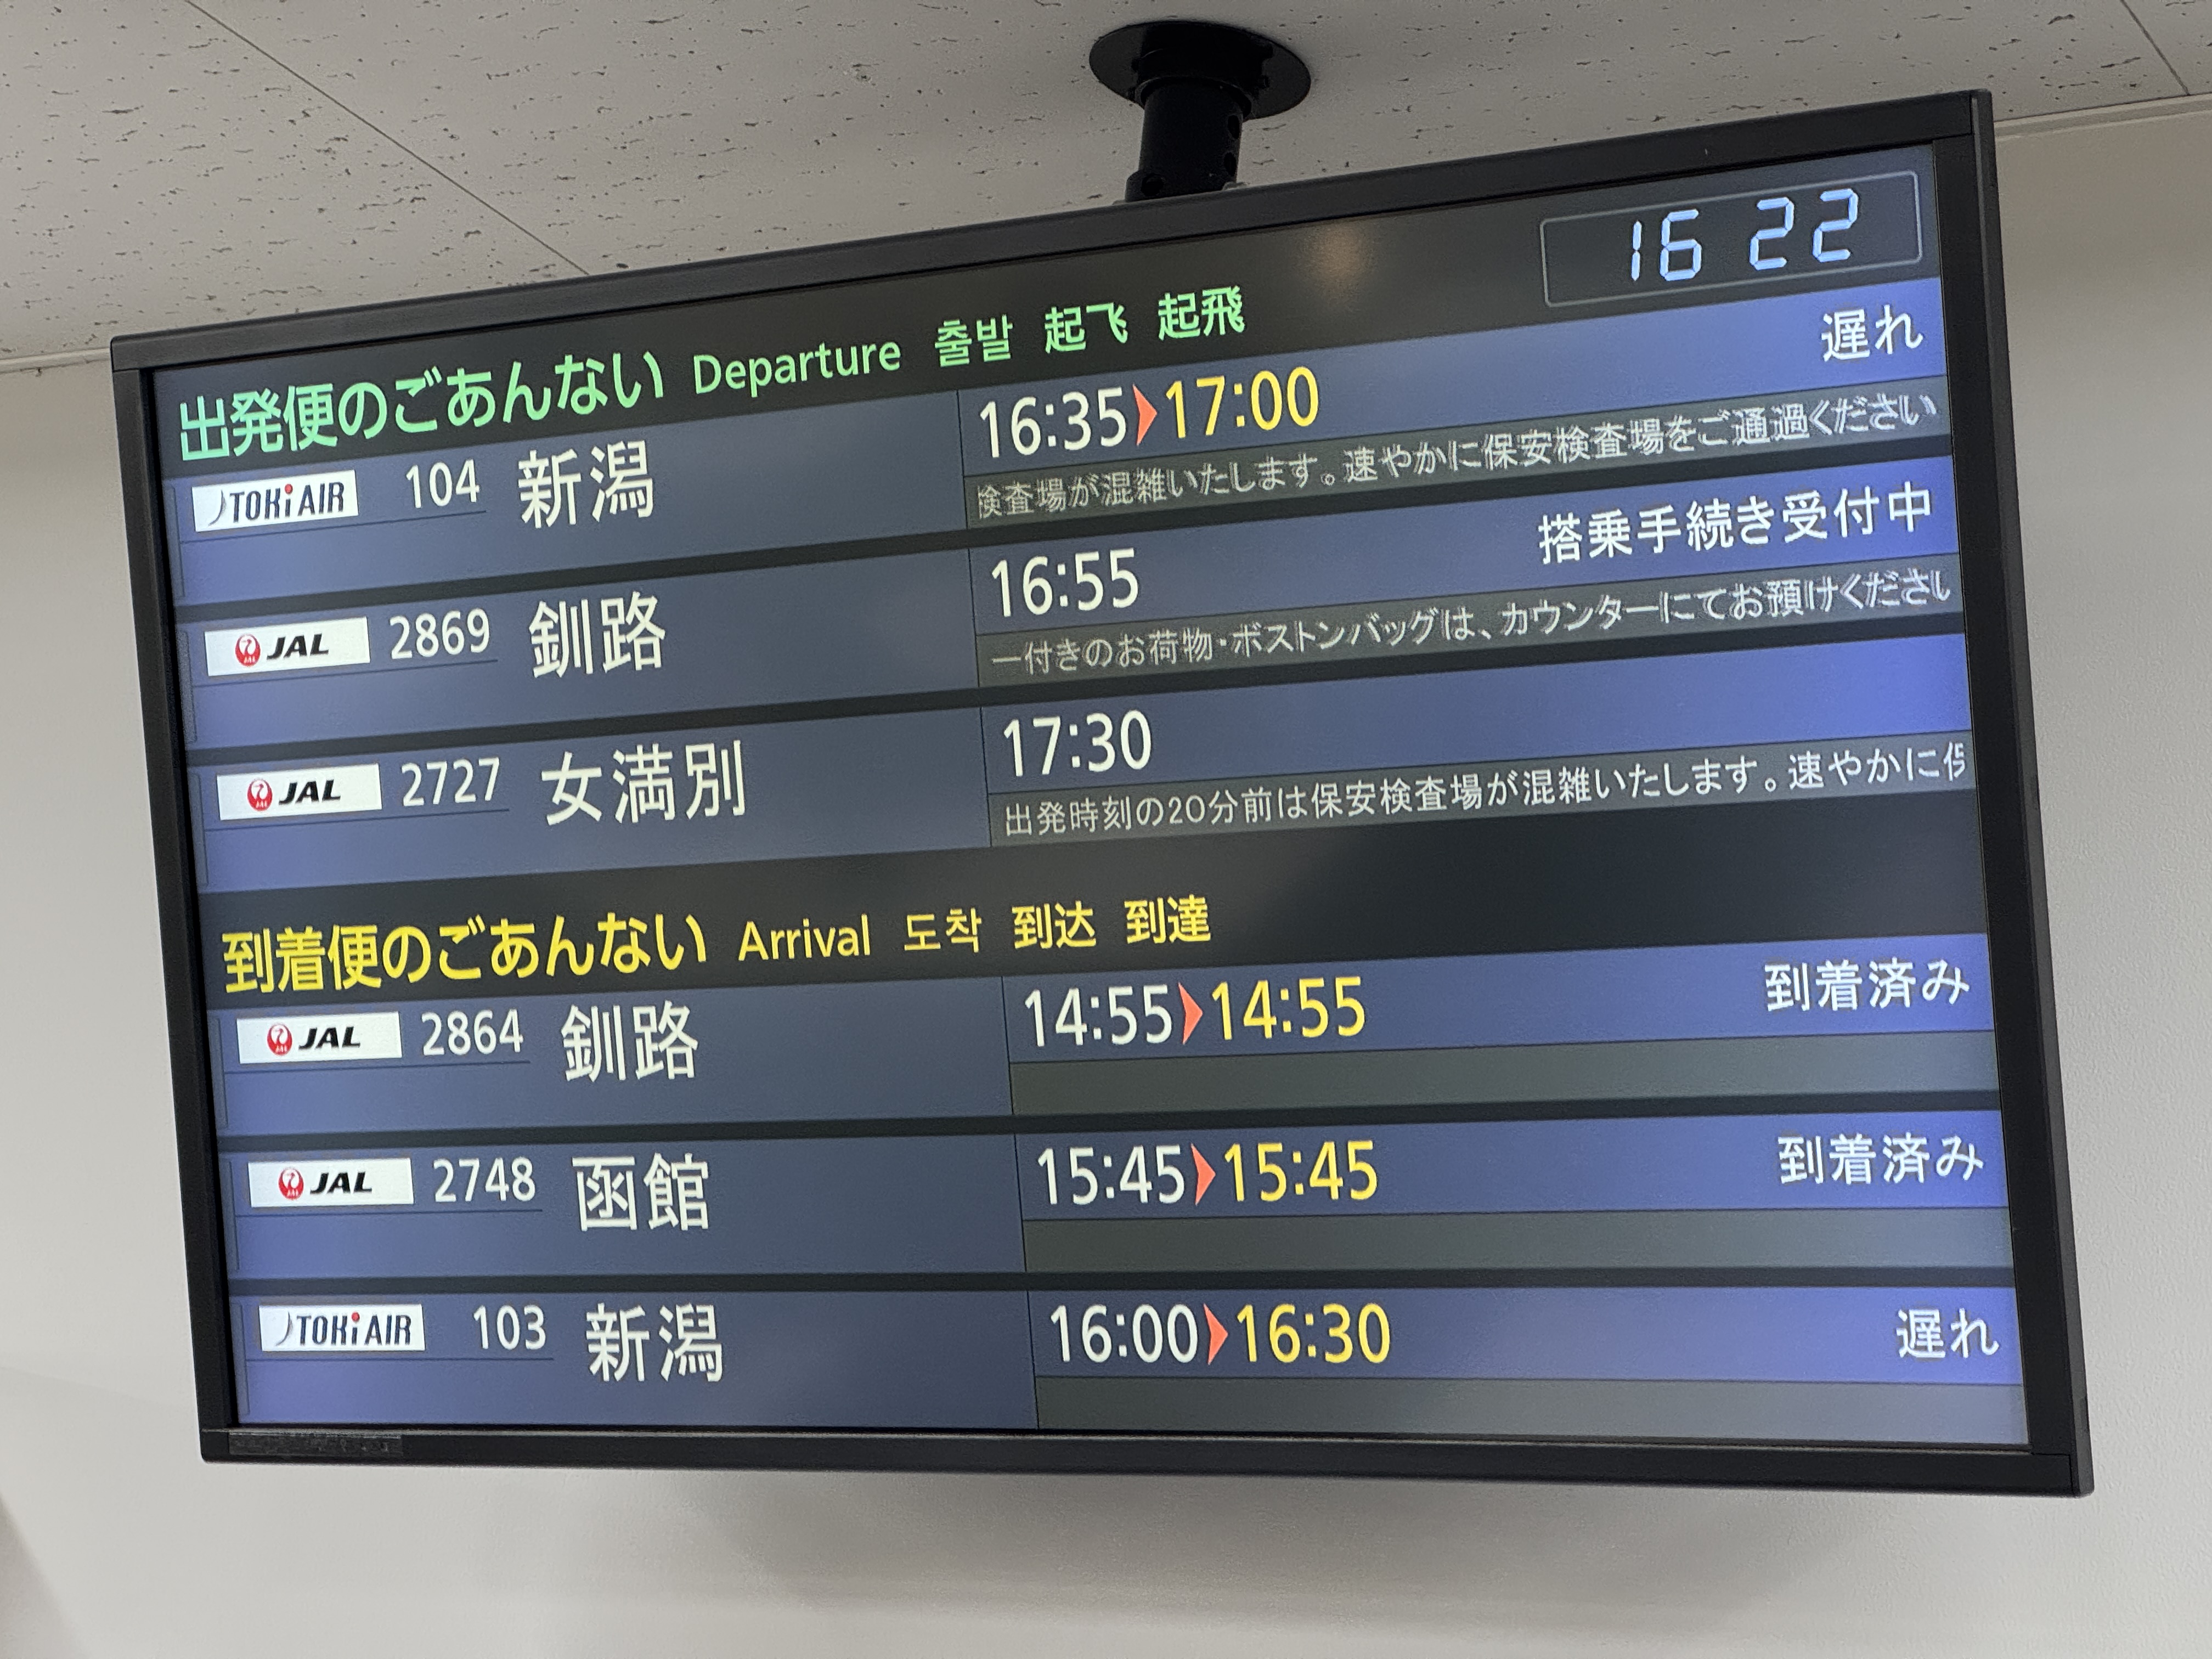 16 22
出発便のごあんない Departure 출발 起飞 起飛
TOKiAIR 104 新潟 16:35 17:00 遅れ
検査場が混雑いたします。速やかに保安検査場をご通過ください
JAL 2869 釧路 16:55 搭乗手続き受付中
ー付きのお荷物・ボストンバッグは、カウンターにてお預けくださ
JAL 2727 女満別 17:30
出発時刻の20分前は保安検査場が混雑いたします。速やかに
到着便のごあんない Arrival 도착 到达 到達
JAL 2864 釧路 14:55 14:55 到着済み
JAL 2748 函館 15:45 15:45 到着済み
TOKiAIR 103 新潟 16:00 16:30 遅れ